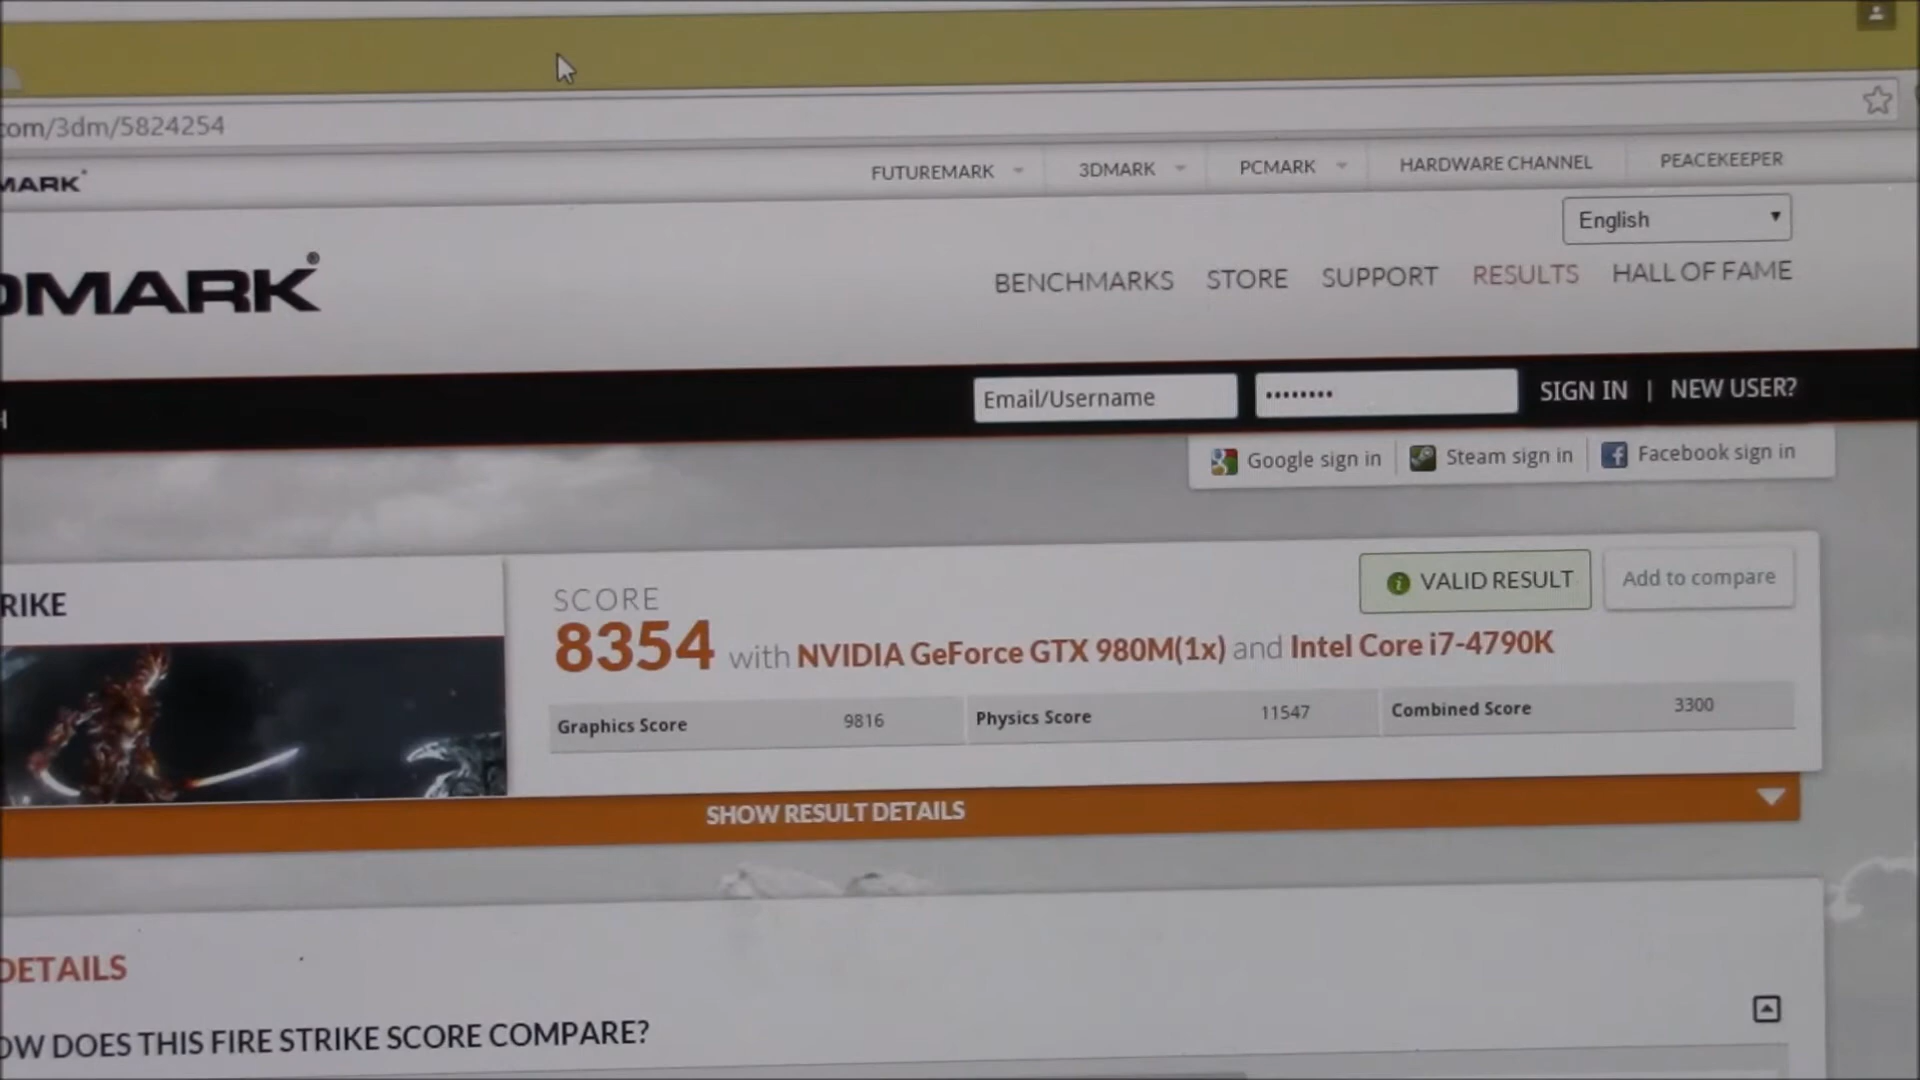 com/3dm/5824254
MARK
FUTUREMARK 3DMARK PCMARK HARDWARE CHANNEL PEACEKEEPER
English
DMARK®
BENCHMARKS STORE SUPPORT RESULTS HALL OF FAME
H
Email/Username •••••••• SIGN IN | NEW USER?
Google sign in Steam sign in Facebook sign in
RIKE
VALID RESULT Add to compare
SCORE
8354 with NVIDIA GeForce GTX 980M(1x) and Intel Core i7-4790K
Graphics Score 9816 Physics Score 11547 Combined Score 3300
SHOW RESULT DETAILS
DETAILS
OW DOES THIS FIRE STRIKE SCORE COMPARE?